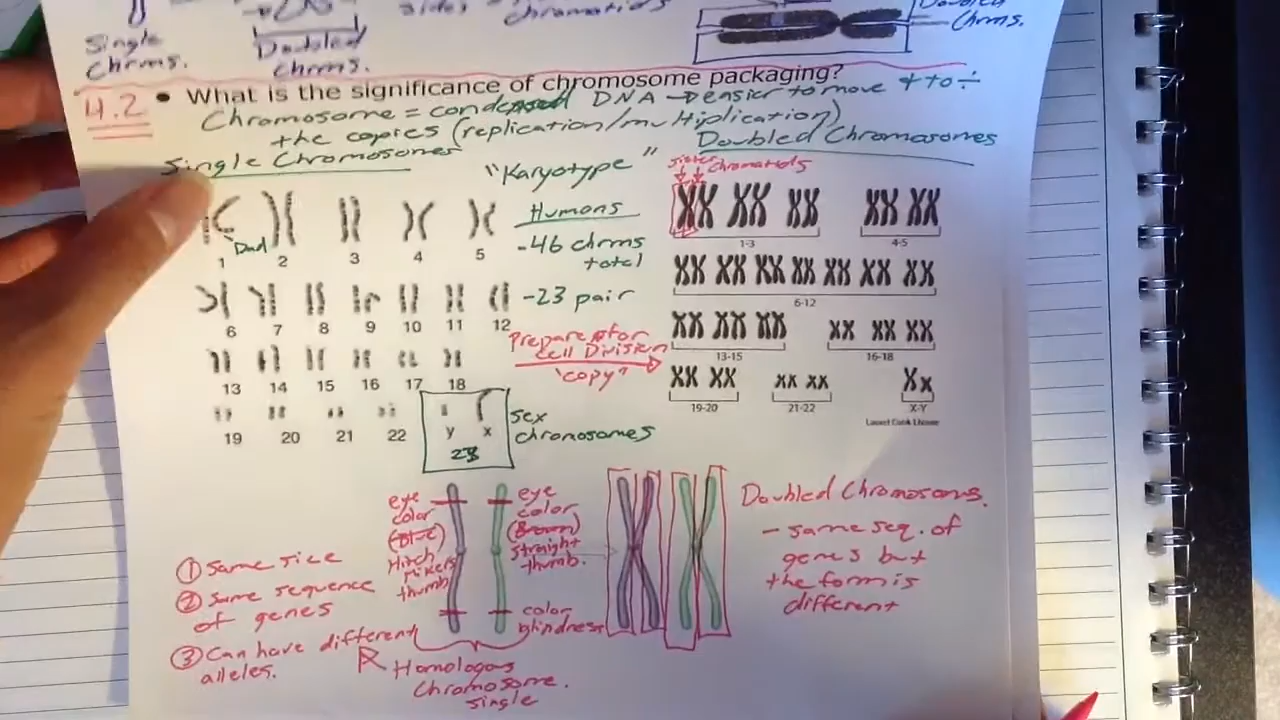 Single
Chrms.
Doubled
chrms.
sides
chromatids
Doubled
Chrms.
4.2
• What is the significance of chromosome packaging?
Chromosome = condensed DNA → easier to move & to ÷
the copies (replication/multiplication)
Single Chromosomes
"Karyotype"
Doubled Chromosomes
Sister
chromatids
"Dad
1 2 3 4 5
Humans
-46 chrms
total
-23 pair
6 7 8 9 10 11 12
13 14 15 16 17 18
19 20 21 22
y x
23
sex
chronosomes
Prepare for
Cell Division
"copy"
1-3 4-5
6-12
13-15 16-18
19-20 21-22 X-Y
Laurel Cook Lhowe
eye
color
(Blue)
Hitch
Hikers
thumb
eye
color
(Brown)
straight
thumb.
color
blindness
① Same size
② Same sequence
of genes
③ Can have different
alleles.
Homologous
Chromosome.
single
Doubled Chromosomes.
- same seq. of
genes but
the form is
different